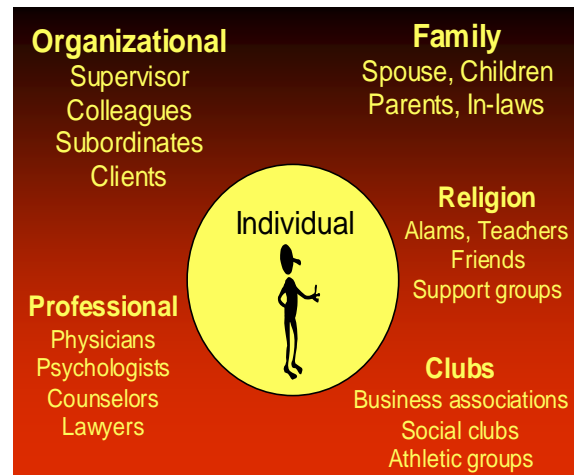 Organizational
Supervisor
Colleagues
Subordinates
Clients
Family
Spouse, Children
Parents, In-laws
Individual
Religion
Alams, Teachers
Friends
Support groups
Professional
Physicians
Psychologists
Counselors
Lawyers
Clubs
Business associations
Social clubs
Athletic groups